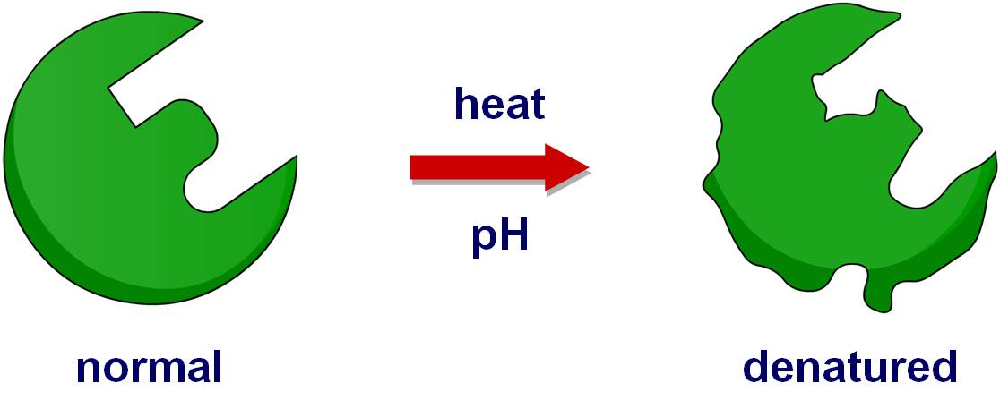 heat
pH
normal
denatured